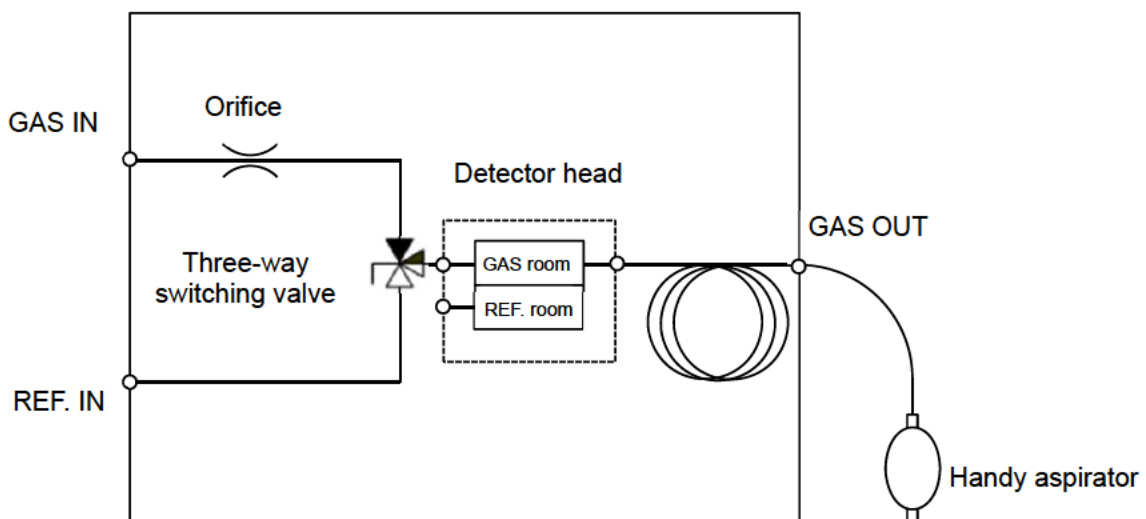 Orifice
GAS IN
Detector head
GAS OUT
Three-way
switching valve
GAS room
REF. room
REF. IN
Handy aspirator